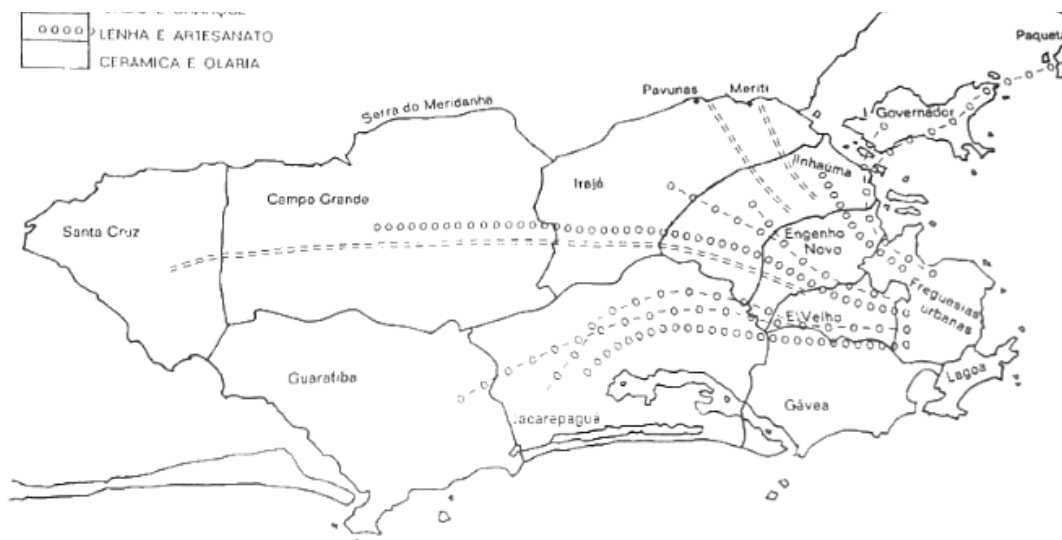 LENHA E ARTESANATO
CERÂMICA E OLARIA
Paquetá
Pavunas
Meriti
Serra do Meridanha
Governador
Inhaúma
Irajá
Campo Grande
Santa Cruz
Engenho
Novo
Freguesias
urbanas
E. Velho
Lagoa
Guaratiba
Gávea
Jacarepaguá